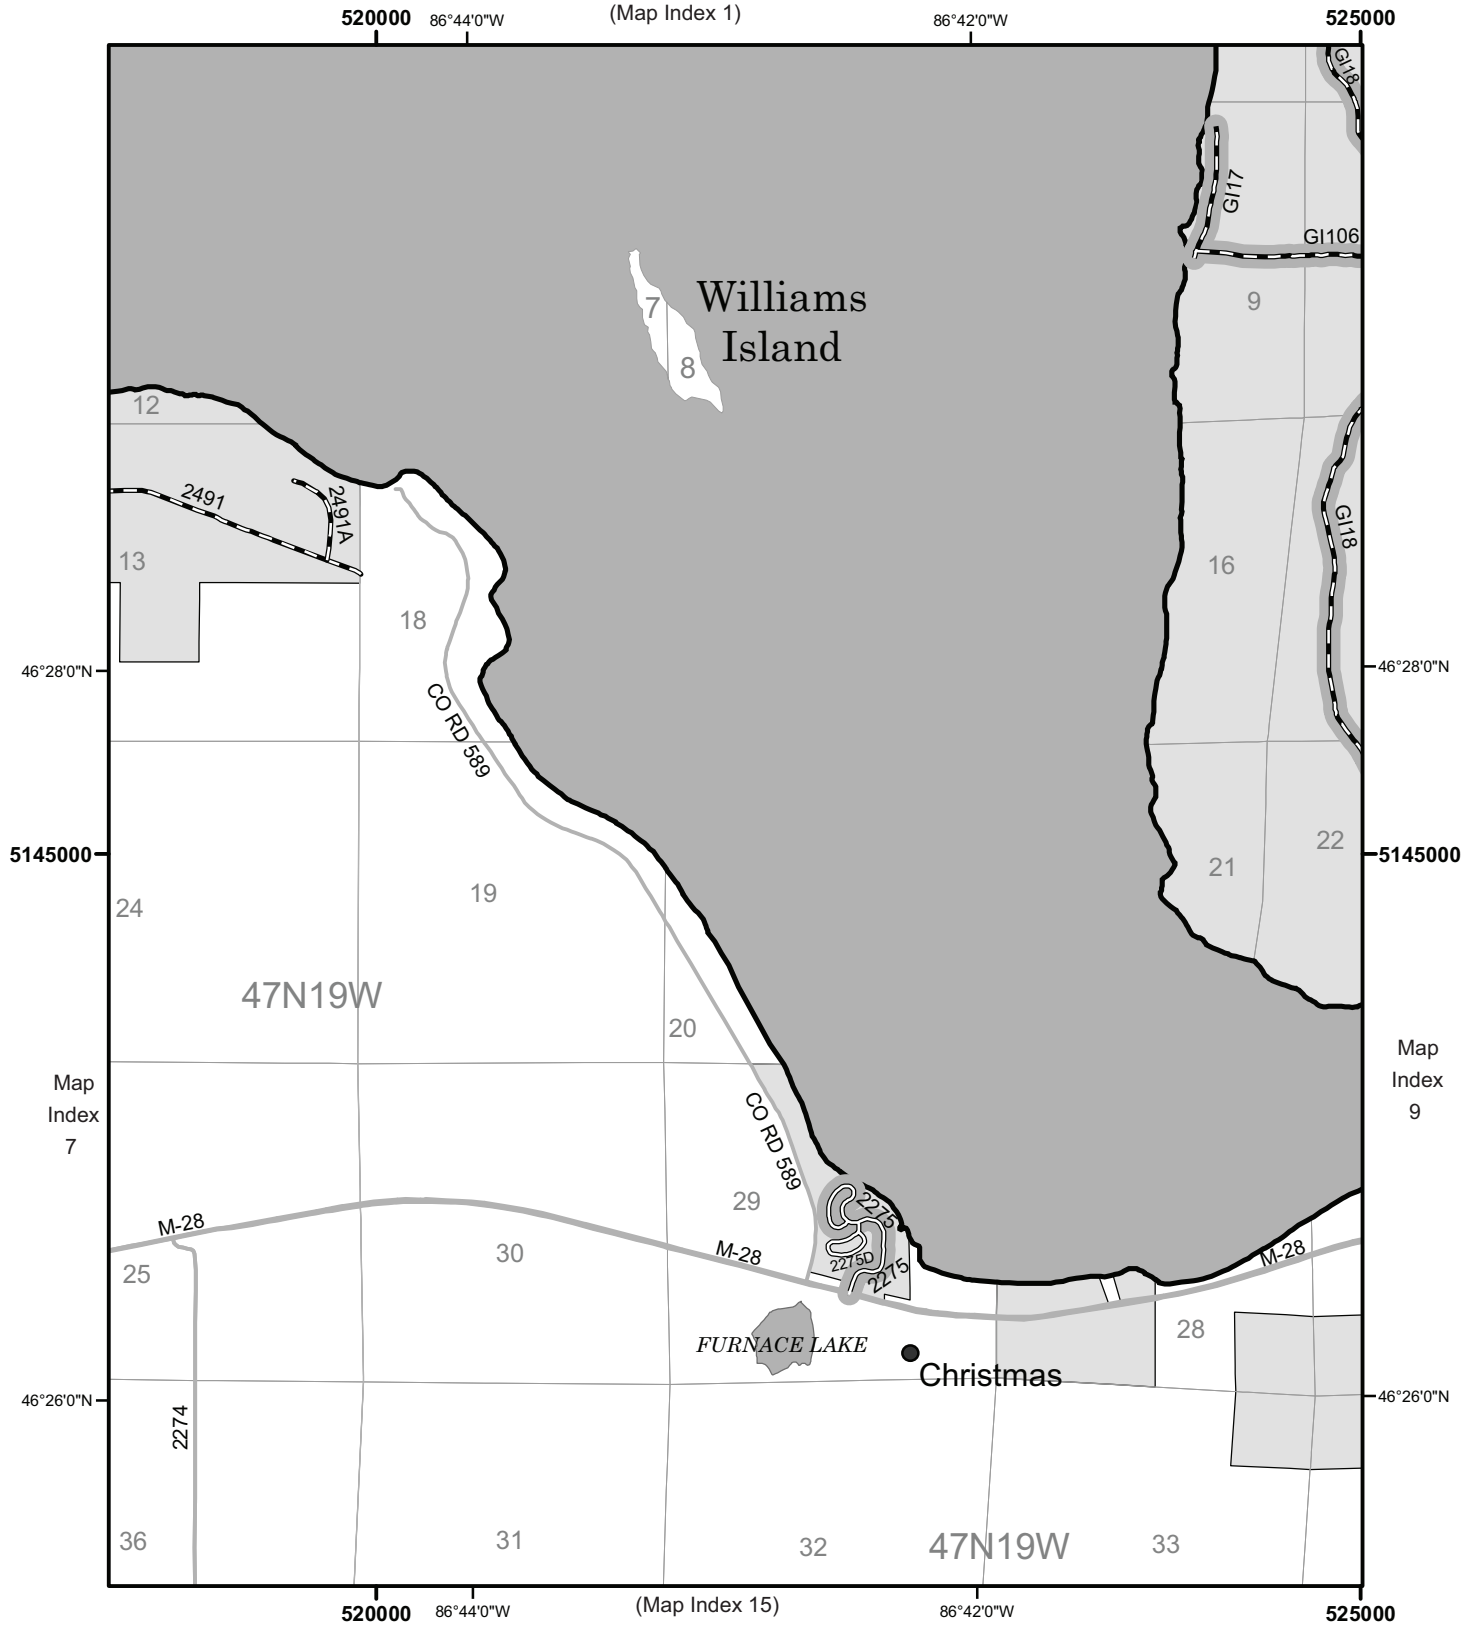 (Map Index 1)
520000
86°44'0"W
86°42'0"W
525000
GI18
GI17
GI106
7
8
Williams
Island
9
12
2491
2491A
13
GI18
16
18
46°28'0"N
46°28'0"N
CO RD 589
5145000
5145000
22
21
19
24
47N19W
20
Map
Index
7
Map
Index
9
CO RD 589
29
2275
M-28
M-28
30
2275D
2275
M-28
25
28
FURNACE LAKE
Christmas
46°26'0"N
46°26'0"N
2274
36
31
32
47N19W
33
520000
86°44'0"W
(Map Index 15)
86°42'0"W
525000